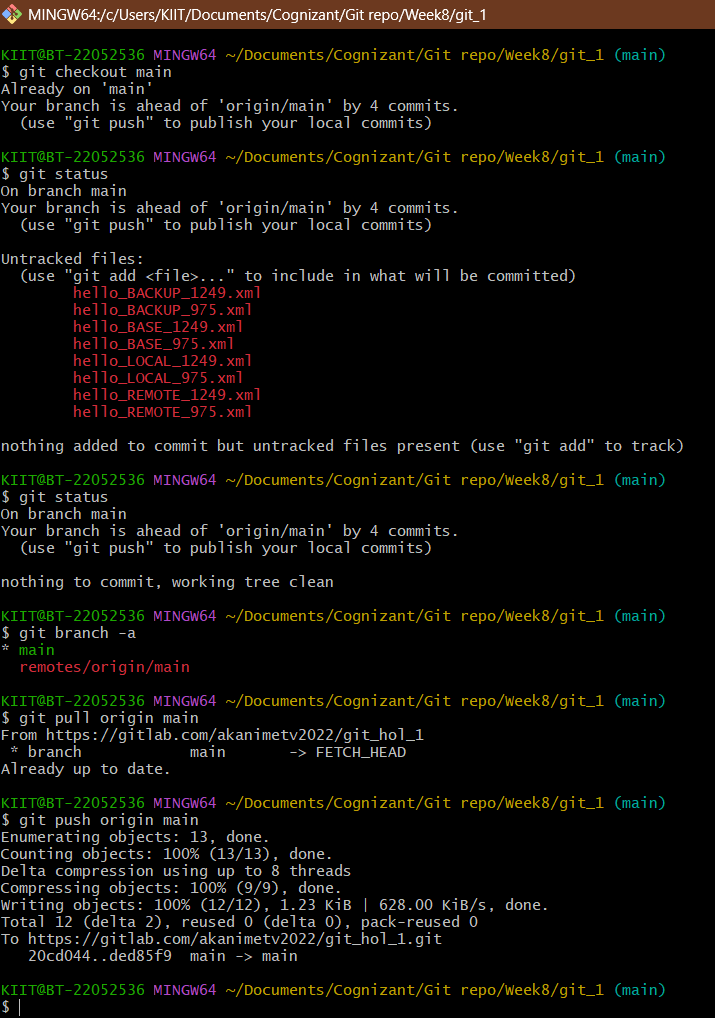 MINGW64:/c/Users/KIIT/Documents/Cognizant/Git repo/Week8/git_1
KIIT@BT-22052536 MINGW64 ~/Documents/Cognizant/Git repo/Week8/git_1 (main)
$ git checkout main
Already on 'main'
Your branch is ahead of 'origin/main' by 4 commits.
  (use "git push" to publish your local commits)
KIIT@BT-22052536 MINGW64 ~/Documents/Cognizant/Git repo/Week8/git_1 (main)
$ git status
On branch main
Your branch is ahead of 'origin/main' by 4 commits.
  (use "git push" to publish your local commits)
Untracked files:
  (use "git add <file>..." to include in what will be committed)
        hello_BACKUP_1249.xml
        hello_BACKUP_975.xml
        hello_BASE_1249.xml
        hello_BASE_975.xml
        hello_LOCAL_1249.xml
        hello_LOCAL_975.xml
        hello_REMOTE_1249.xml
        hello_REMOTE_975.xml
nothing added to commit but untracked files present (use "git add" to track)
KIIT@BT-22052536 MINGW64 ~/Documents/Cognizant/Git repo/Week8/git_1 (main)
$ git status
On branch main
Your branch is ahead of 'origin/main' by 4 commits.
  (use "git push" to publish your local commits)
nothing to commit, working tree clean
KIIT@BT-22052536 MINGW64 ~/Documents/Cognizant/Git repo/Week8/git_1 (main)
$ git branch -a
* main
  remotes/origin/main
KIIT@BT-22052536 MINGW64 ~/Documents/Cognizant/Git repo/Week8/git_1 (main)
$ git pull origin main
From https://gitlab.com/akanimetv2022/git_hol_1
 * branch            main       -> FETCH_HEAD
Already up to date.
KIIT@BT-22052536 MINGW64 ~/Documents/Cognizant/Git repo/Week8/git_1 (main)
$ git push origin main
Enumerating objects: 13, done.
Counting objects: 100% (13/13), done.
Delta compression using up to 8 threads
Compressing objects: 100% (9/9), done.
Writing objects: 100% (12/12), 1.23 KiB | 628.00 KiB/s, done.
Total 12 (delta 2), reused 0 (delta 0), pack-reused 0
To https://gitlab.com/akanimetv2022/git_hol_1.git
   20cd044..ded85f9  main -> main
KIIT@BT-22052536 MINGW64 ~/Documents/Cognizant/Git repo/Week8/git_1 (main)
$